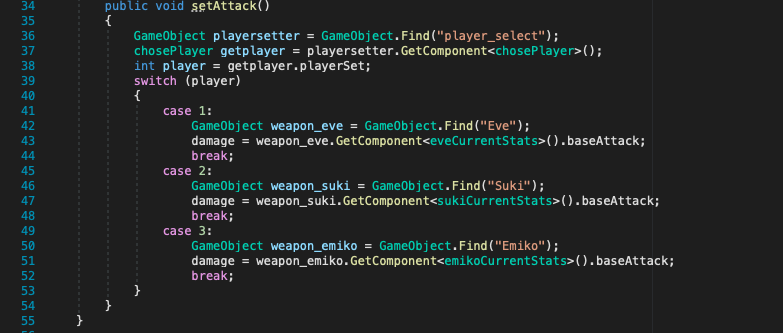 34 public void setAttack()
35 {
36 GameObject playersetter = GameObject.Find("player_select");
37 chosePlayer getplayer = playersetter.GetComponent<chosePlayer>();
38 int player = getplayer.playerSet;
39 switch (player)
40 {
41 case 1:
42 GameObject weapon_eve = GameObject.Find("Eve");
43 damage = weapon_eve.GetComponent<eveCurrentStats>().baseAttack;
44 break;
45 case 2:
46 GameObject weapon_suki = GameObject.Find("Suki");
47 damage = weapon_suki.GetComponent<sukiCurrentStats>().baseAttack;
48 break;
49 case 3:
50 GameObject weapon_emiko = GameObject.Find("Emiko");
51 damage = weapon_emiko.GetComponent<emikoCurrentStats>().baseAttack;
52 break;
53 }
54 }
55 }